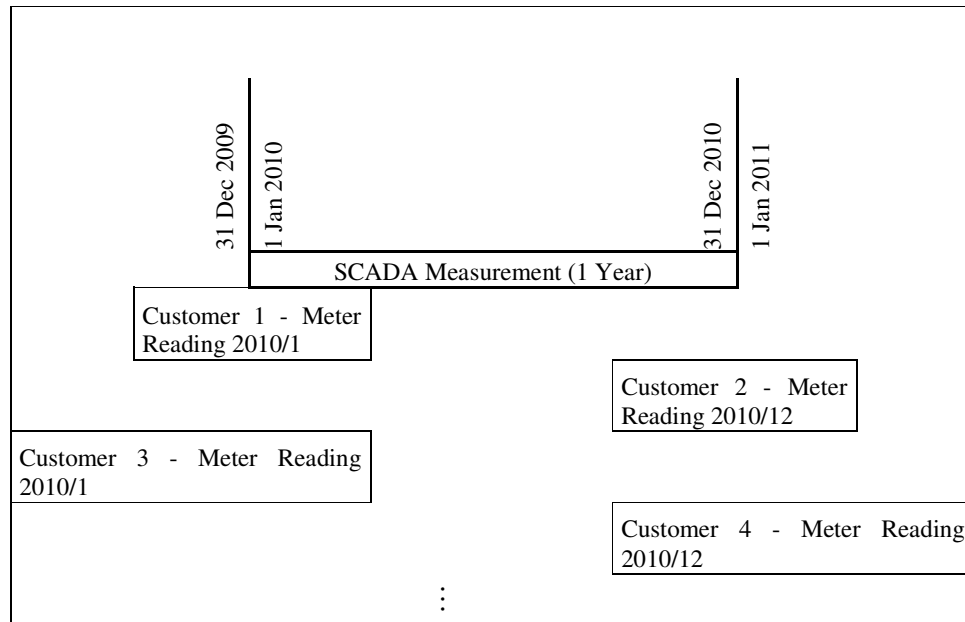 31 Dec 2009
1 Jan 2010
31 Dec 2010
1 Jan 2011
SCADA Measurement (1 Year)
Customer 1 - Meter
Reading 2010/1
Customer 2 - Meter
Reading 2010/12
Customer 3 - Meter Reading
2010/1
Customer 4 - Meter Reading
2010/12
⋮